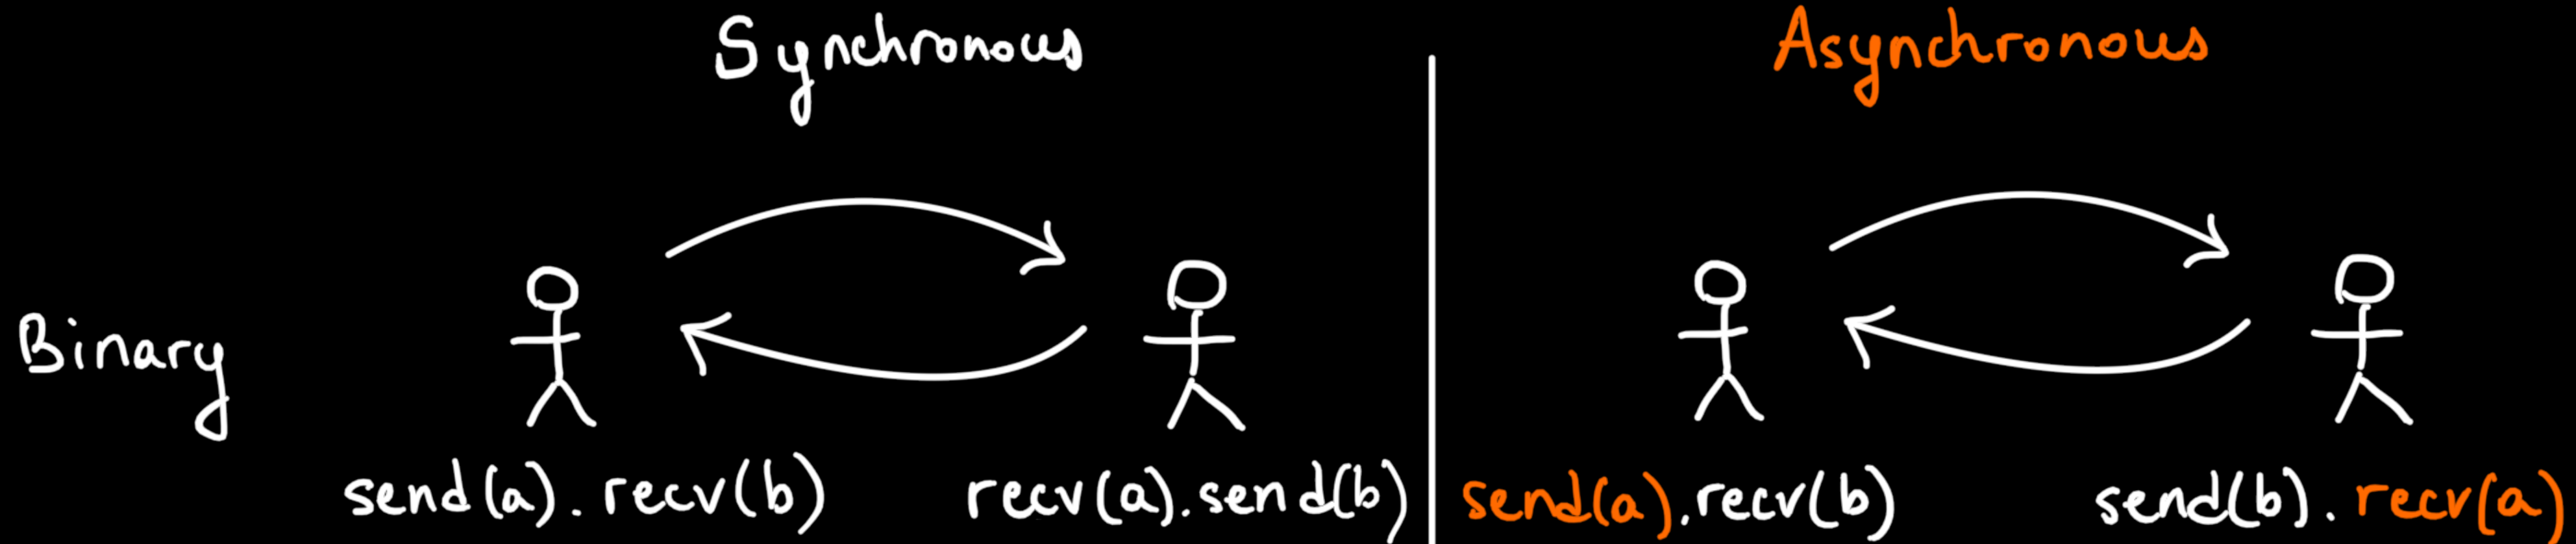 Synchronous
Asynchronous
Binary
send(a).recv(b)
recv(a).send(b)
send(a).recv(b)
send(b).recv(a)